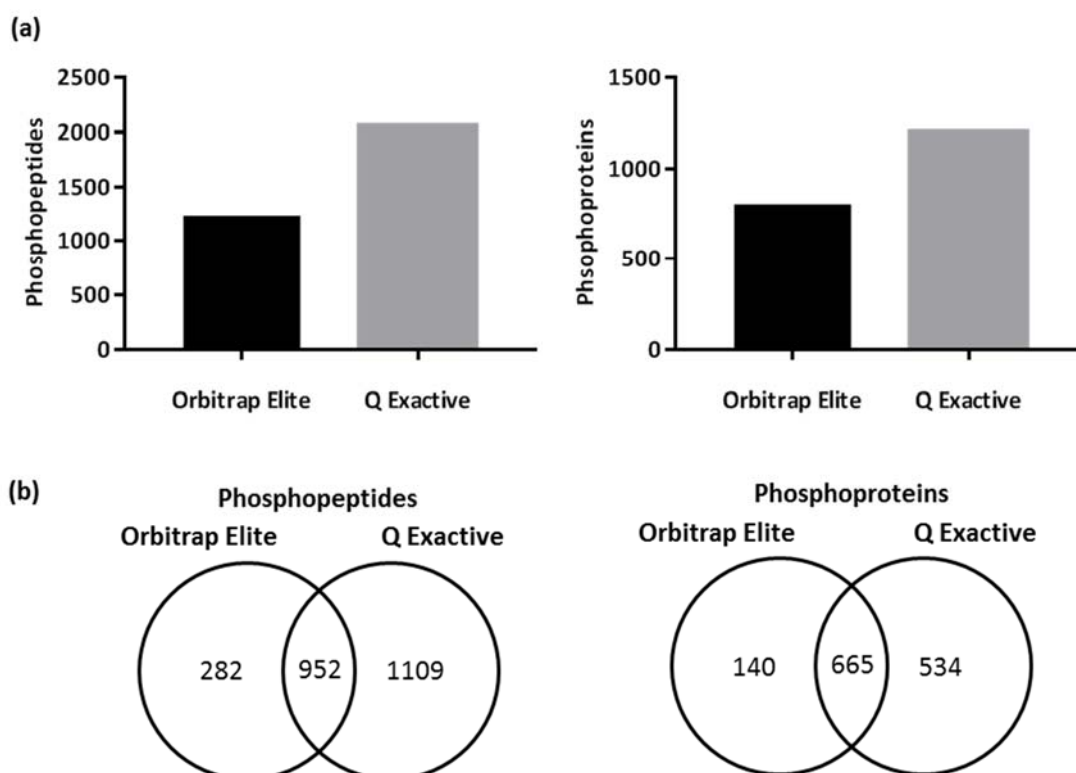 (a)
Phosphopeptides
2500
2000
1500
1000
500
0
Orbitrap Elite Q Exactive
Phsophoproteins
1500
1000
500
0
Orbitrap Elite Q Exactive
(b)
Phosphopeptides
Orbitrap Elite Q Exactive
282 952 1109
Phosphoproteins
Orbitrap Elite Q Exactive
140 665 534